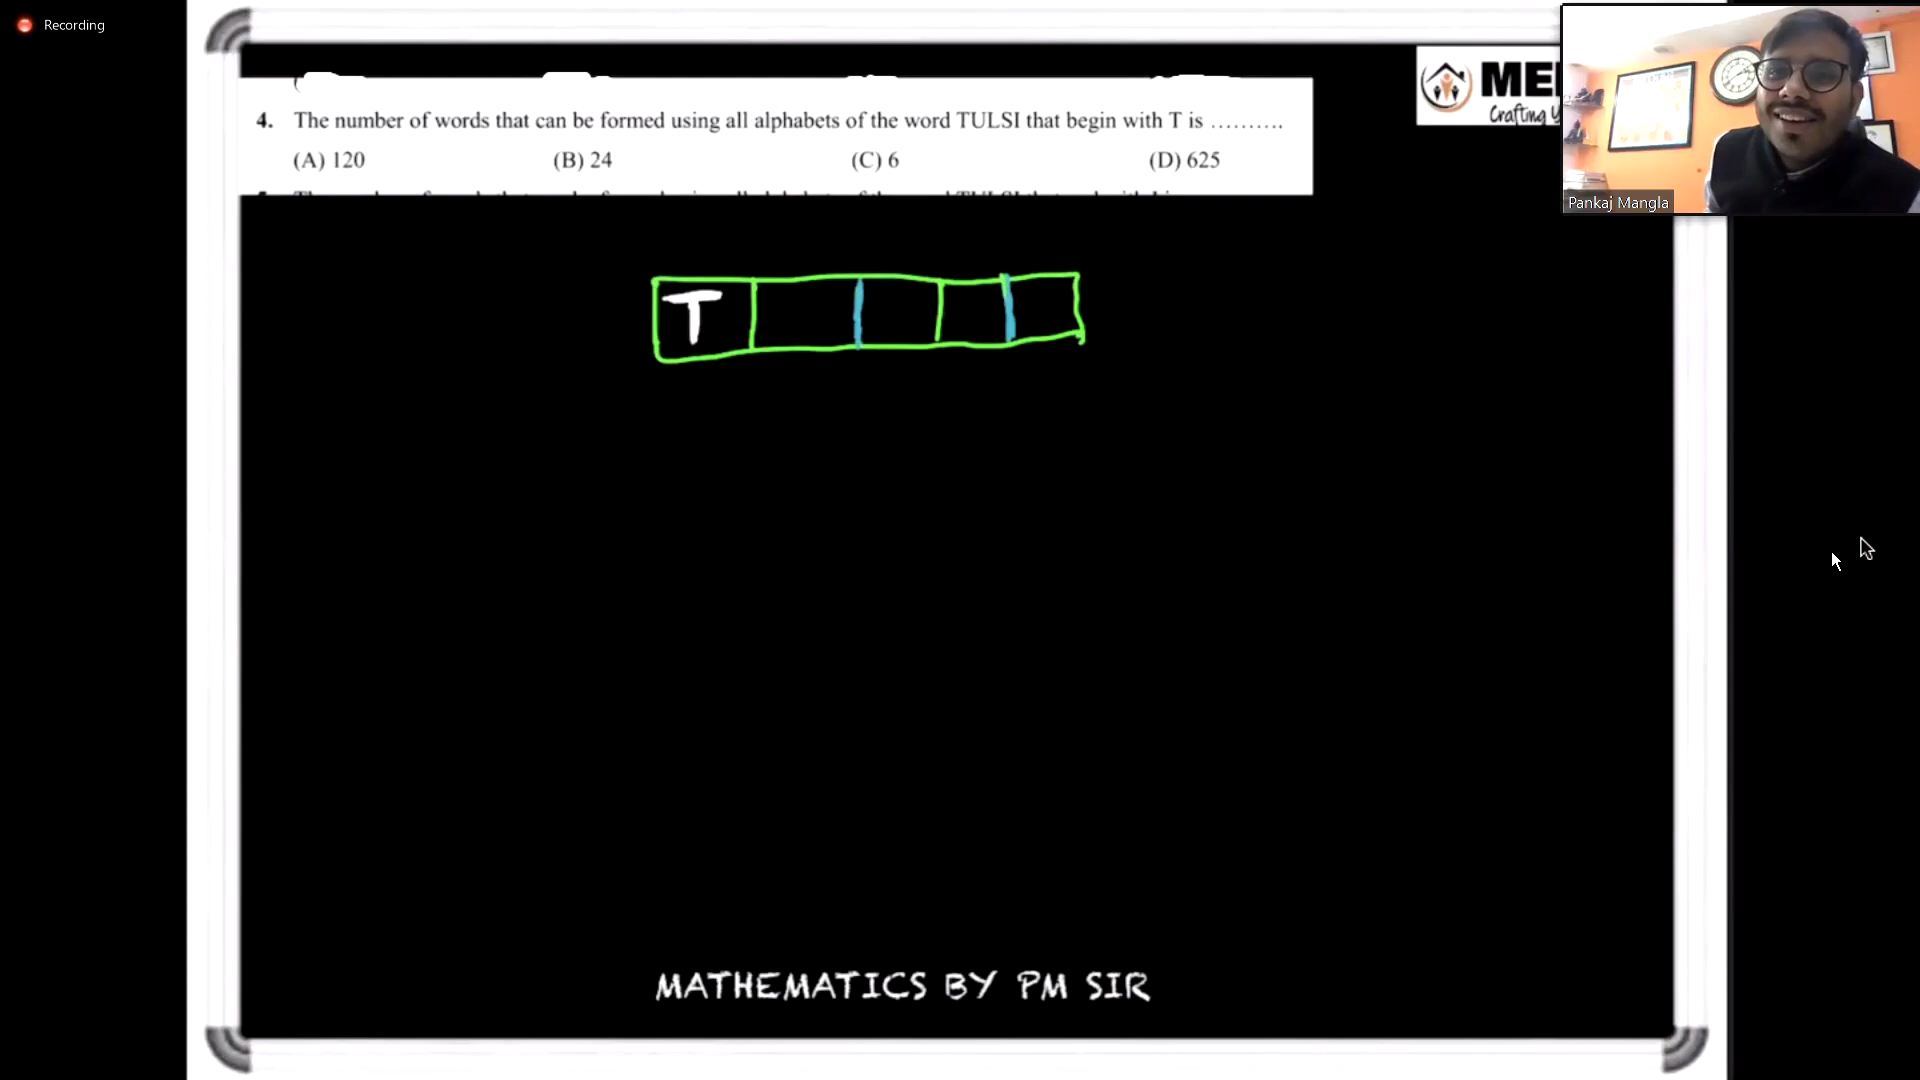 Recording
4. The number of words that can be formed using all alphabets of the word TULSI that begin with T is ..........
(A) 120 (B) 24 (C) 6 (D) 625
Crafting
Pankaj Mangla
T
MATHEMATICS BY PM SIR